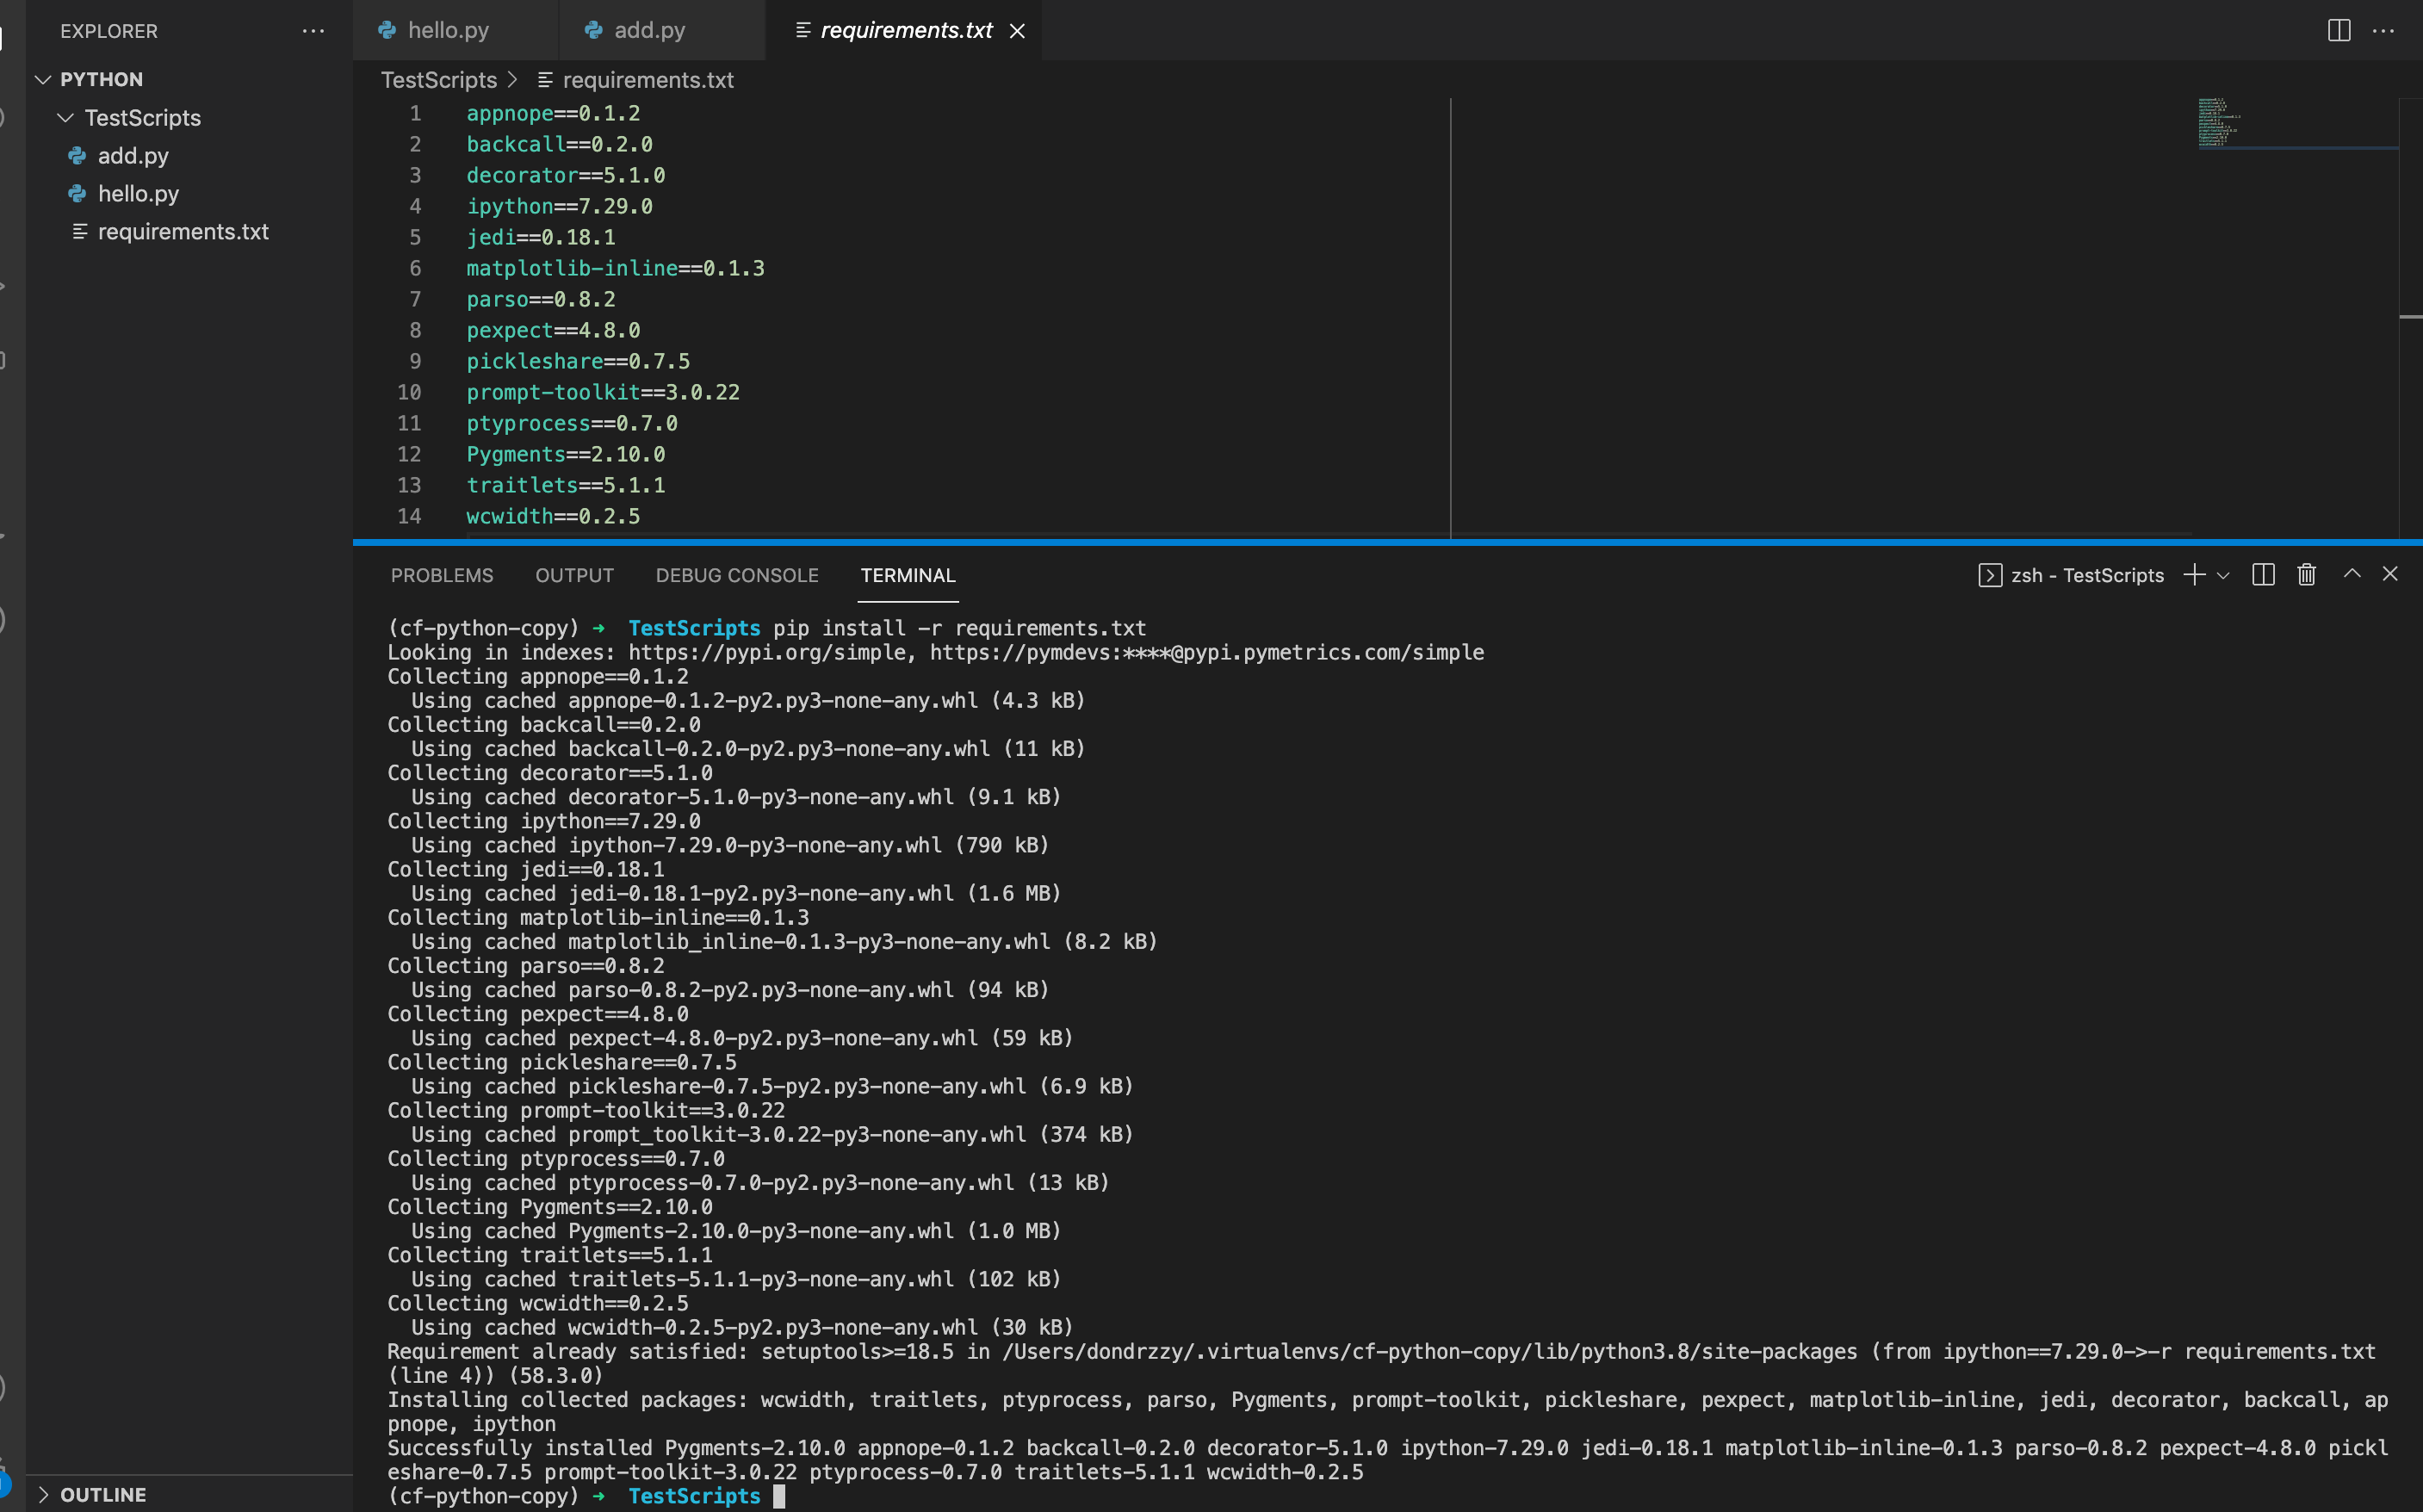 EXPLORER
PYTHON
TestScripts
add.py
hello.py
requirements.txt
OUTLINE
hello.py
add.py
requirements.txt
TestScripts > requirements.txt
1 appnope==0.1.2
2 backcall==0.2.0
3 decorator==5.1.0
4 ipython==7.29.0
5 jedi==0.18.1
6 matplotlib-inline==0.1.3
7 parso==0.8.2
8 pexpect==4.8.0
9 pickleshare==0.7.5
10 prompt-toolkit==3.0.22
11 ptyprocess==0.7.0
12 Pygments==2.10.0
13 traitlets==5.1.1
14 wcwidth==0.2.5
PROBLEMS OUTPUT DEBUG CONSOLE TERMINAL
zsh - TestScripts
(cf-python-copy) ➜ TestScripts pip install -r requirements.txt
Looking in indexes: https://pypi.org/simple, https://pymdevs:****@pypi.pymetrics.com/simple
Collecting appnope==0.1.2
Using cached appnope-0.1.2-py2.py3-none-any.whl (4.3 kB)
Collecting backcall==0.2.0
Using cached backcall-0.2.0-py2.py3-none-any.whl (11 kB)
Collecting decorator==5.1.0
Using cached decorator-5.1.0-py3-none-any.whl (9.1 kB)
Collecting ipython==7.29.0
Using cached ipython-7.29.0-py3-none-any.whl (790 kB)
Collecting jedi==0.18.1
Using cached jedi-0.18.1-py2.py3-none-any.whl (1.6 MB)
Collecting matplotlib-inline==0.1.3
Using cached matplotlib_inline-0.1.3-py3-none-any.whl (8.2 kB)
Collecting parso==0.8.2
Using cached parso-0.8.2-py2.py3-none-any.whl (94 kB)
Collecting pexpect==4.8.0
Using cached pexpect-4.8.0-py2.py3-none-any.whl (59 kB)
Collecting pickleshare==0.7.5
Using cached pickleshare-0.7.5-py2.py3-none-any.whl (6.9 kB)
Collecting prompt-toolkit==3.0.22
Using cached prompt_toolkit-3.0.22-py3-none-any.whl (374 kB)
Collecting ptyprocess==0.7.0
Using cached ptyprocess-0.7.0-py2.py3-none-any.whl (13 kB)
Collecting Pygments==2.10.0
Using cached Pygments-2.10.0-py3-none-any.whl (1.0 MB)
Collecting traitlets==5.1.1
Using cached traitlets-5.1.1-py3-none-any.whl (102 kB)
Collecting wcwidth==0.2.5
Using cached wcwidth-0.2.5-py2.py3-none-any.whl (30 kB)
Requirement already satisfied: setuptools>=18.5 in /Users/dondrzzy/.virtualenvs/cf-python-copy/lib/python3.8/site-packages (from ipython==7.29.0->-r requirements.txt
(line 4)) (58.3.0)
Installing collected packages: wcwidth, traitlets, ptyprocess, parso, Pygments, prompt-toolkit, pickleshare, pexpect, matplotlib-inline, jedi, decorator, backcall, ap
pnope, ipython
Successfully installed Pygments-2.10.0 appnope-0.1.2 backcall-0.2.0 decorator-5.1.0 ipython-7.29.0 jedi-0.18.1 matplotlib-inline-0.1.3 parso-0.8.2 pexpect-4.8.0 pickl
eshare-0.7.5 prompt-toolkit-3.0.22 ptyprocess-0.7.0 traitlets-5.1.1 wcwidth-0.2.5
(cf-python-copy) ➜ TestScripts